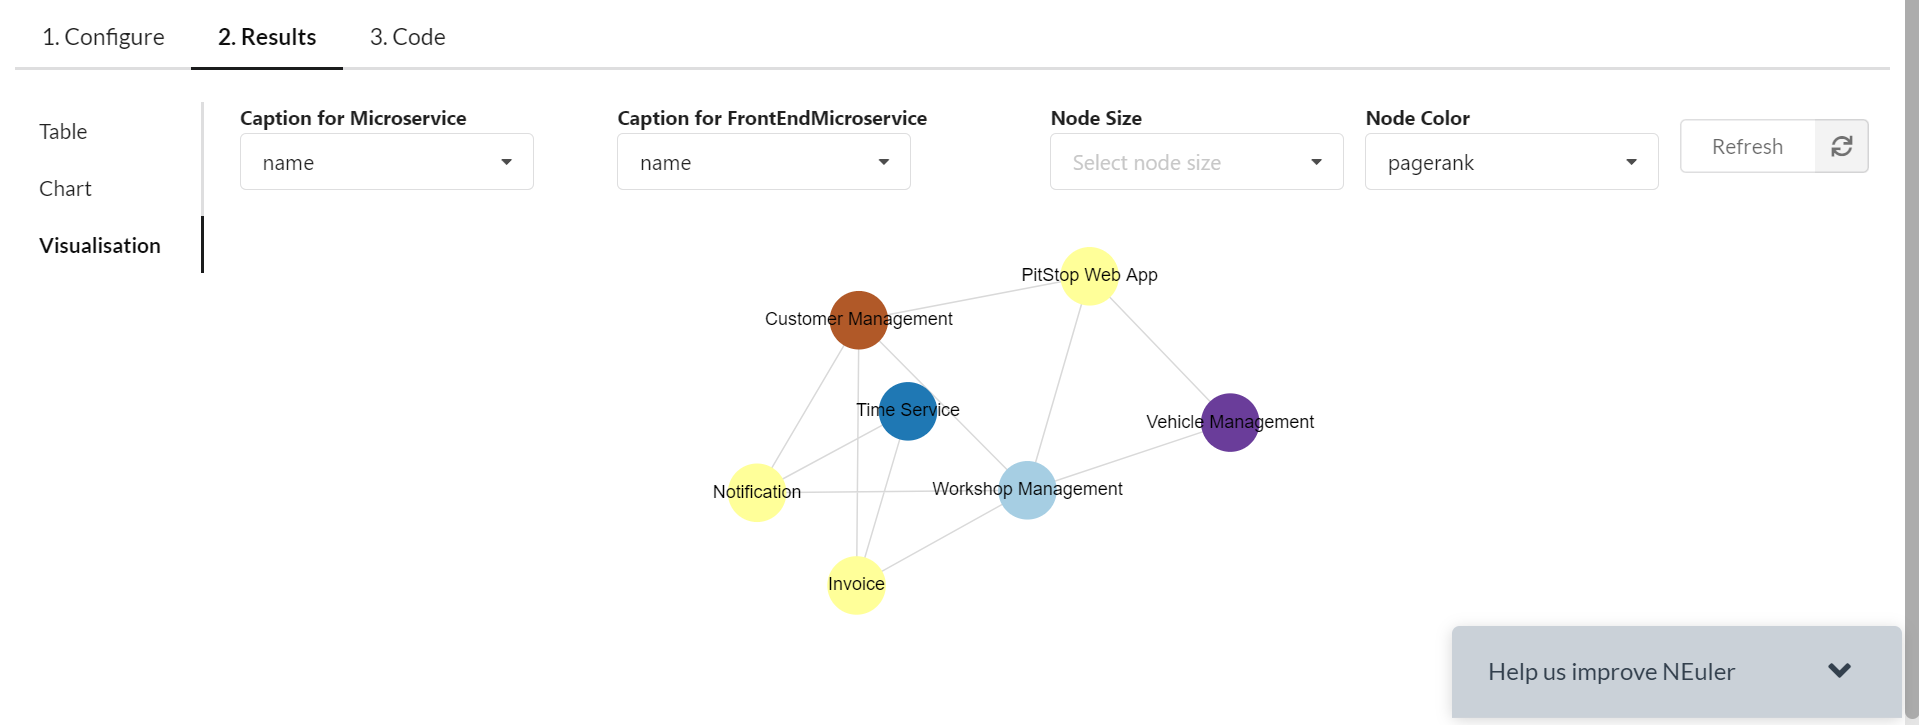 1. Configure
2. Results
3. Code
Table
Chart
Visualisation
Caption for Microservice
name
Caption for FrontEndMicroservice
name
Node Size
Select node size
Node Color
pagerank
Refresh
PitStop Web App
Customer Management
Time Service
Vehicle Management
Notification
Workshop Management
Invoice
Help us improve NEuler